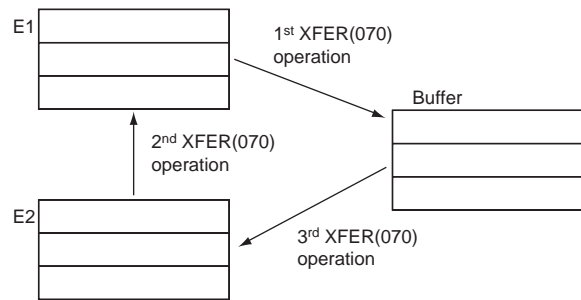 E1
1st XFER(070)
operation
Buffer
2nd XFER(070)
operation
E2
3rd XFER(070)
operation